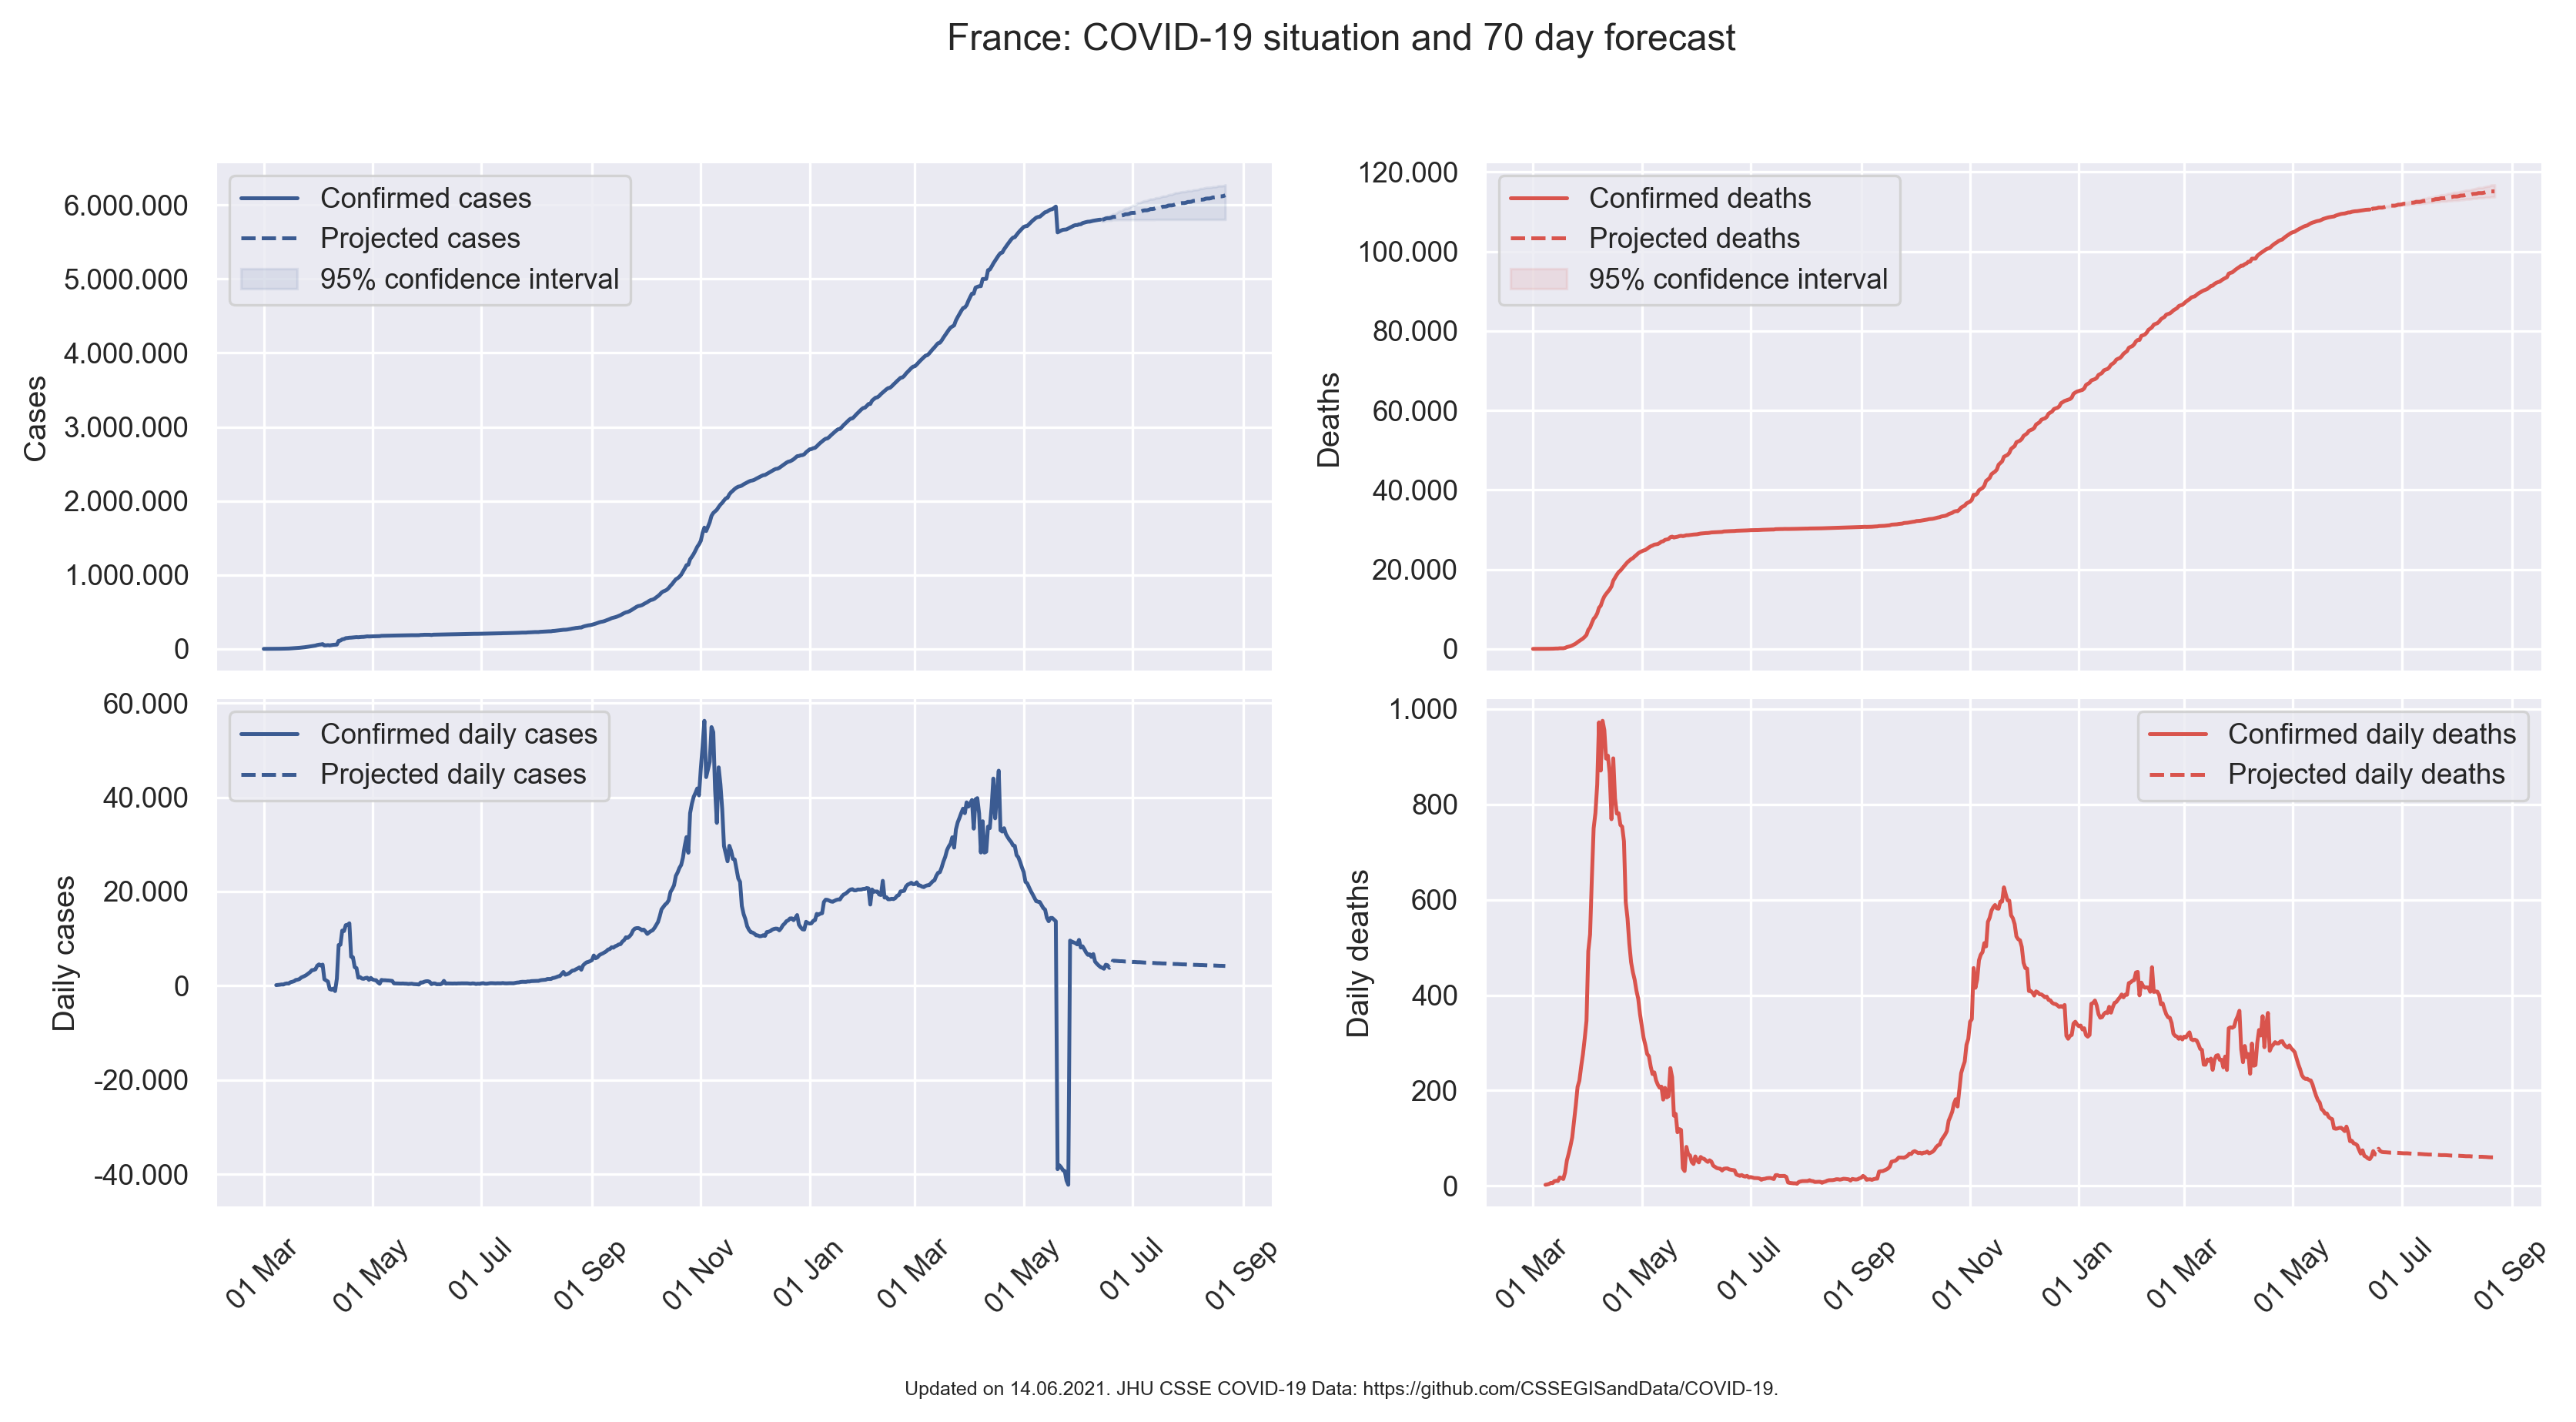 France: COVID-19 situation and 70 day forecast
Cases
6.000.000
5.000.000
4.000.000
3.000.000
2.000.000
1.000.000
0
Confirmed cases
Projected cases
95% confidence interval
Deaths
120.000
100.000
80.000
60.000
40.000
20.000
0
Confirmed deaths
Projected deaths
95% confidence interval
Daily cases
60.000
40.000
20.000
0
-20.000
-40.000
Confirmed daily cases
Projected daily cases
01 Mar
01 May
01 Jul
01 Sep
01 Nov
01 Jan
01 Mar
01 May
01 Jul
01 Sep
Daily deaths
1.000
800
600
400
200
0
Confirmed daily deaths
Projected daily deaths
01 Mar
01 May
01 Jul
01 Sep
01 Nov
01 Jan
01 Mar
01 May
01 Jul
01 Sep
Updated on 14.06.2021. JHU CSSE COVID-19 Data: https://github.com/CSSEGISandData/COVID-19.